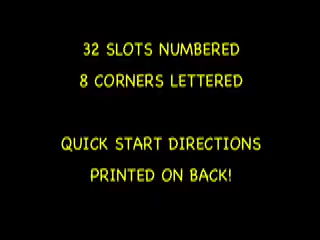 32 SLOTS NUMBERED
8 CORNERS LETTERED
QUICK START DIRECTIONS
PRINTED ON BACK!